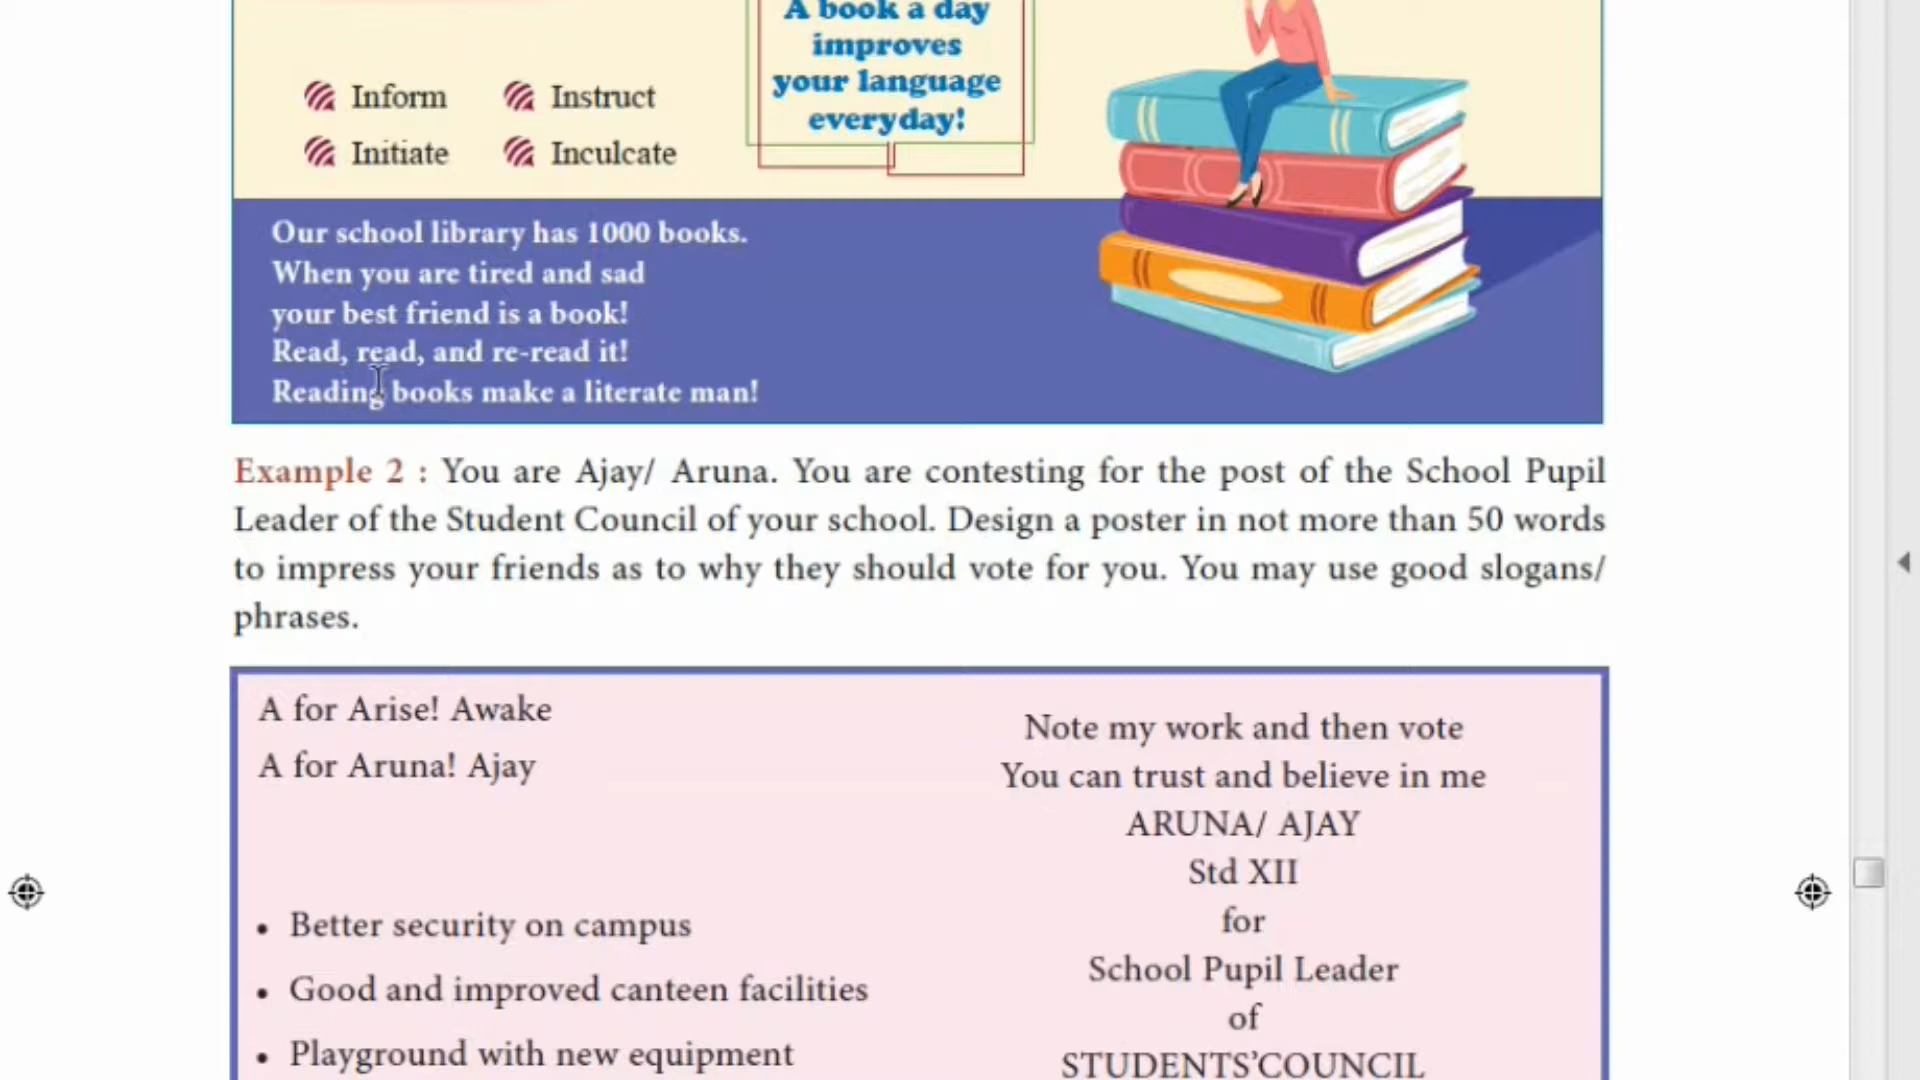 A book a day
improves
your language
everyday!
Inform
Instruct
Initiate
Inculcate
Our school library has 1000 books.
When you are tired and sad
your best friend is a book!
Read, read, and re-read it!
Reading books make a literate man!
Example 2 : You are Ajay/ Aruna. You are contesting for the post of the School Pupil
Leader of the Student Council of your school. Design a poster in not more than 50 words
to impress your friends as to why they should vote for you. You may use good slogans/
phrases.
A for Arise! Awake
A for Aruna! Ajay
• Better security on campus
• Good and improved canteen facilities
• Playground with new equipment
Note my work and then vote
You can trust and believe in me
ARUNA/ AJAY
Std XII
for
School Pupil Leader
of
STUDENTS'COUNCIL